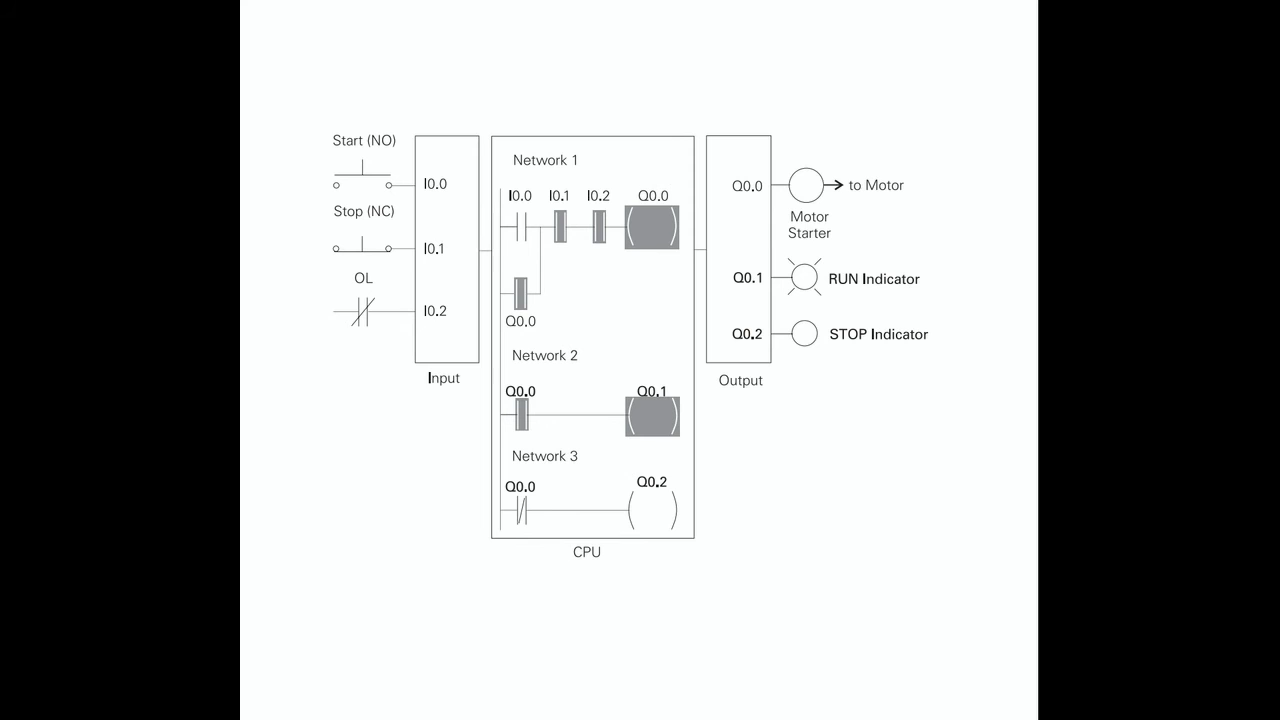 Start (NO)
I0.0
Stop (NC)
I0.1
OL
I0.2
Input
Network 1
I0.0 I0.1 I0.2 Q0.0
Q0.0
Network 2
Q0.0 Q0.1
Network 3
Q0.0 Q0.2
CPU
Q0.0 to Motor
Motor
Starter
Q0.1 RUN Indicator
Q0.2 STOP Indicator
Output